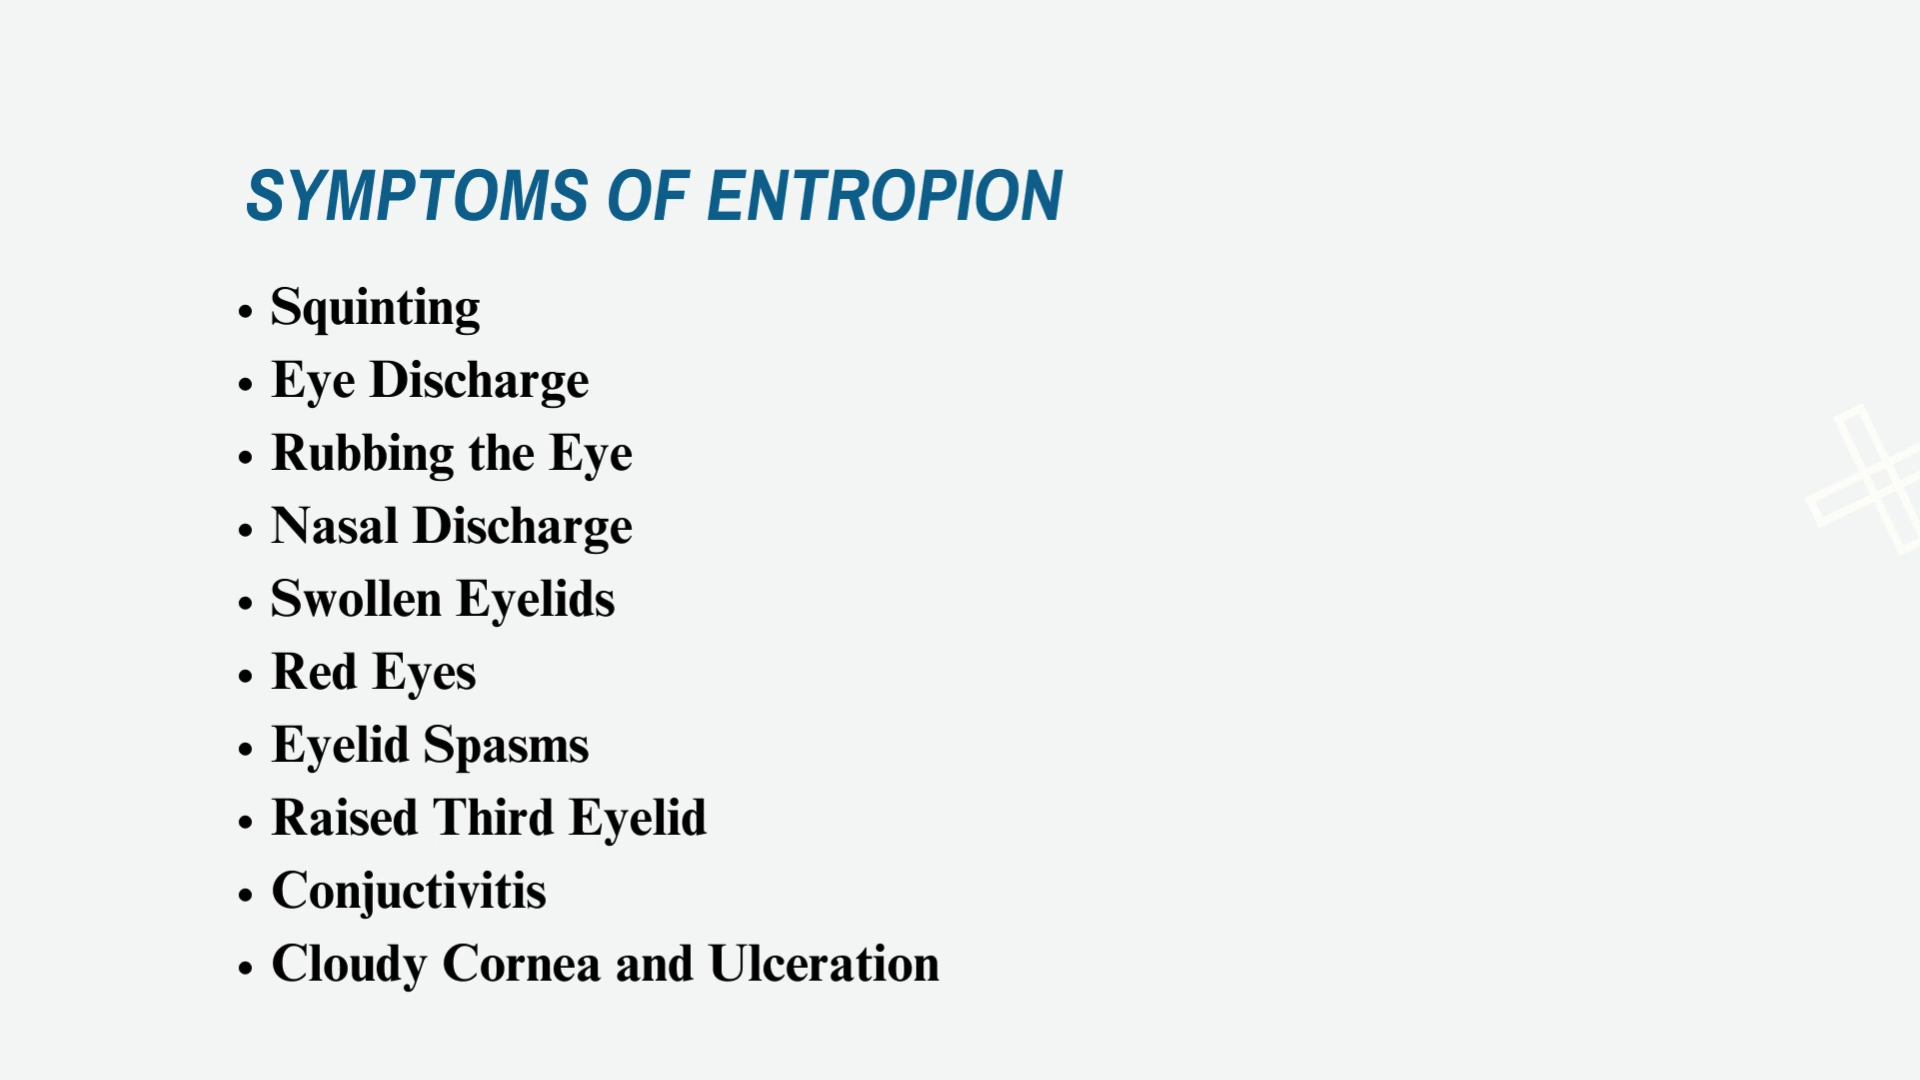 SYMPTOMS OF ENTROPION
• Squinting
• Eye Discharge
• Rubbing the Eye
• Nasal Discharge
• Swollen Eyelids
• Red Eyes
• Eyelid Spasms
• Raised Third Eyelid
• Conjuctivitis
• Cloudy Cornea and Ulceration